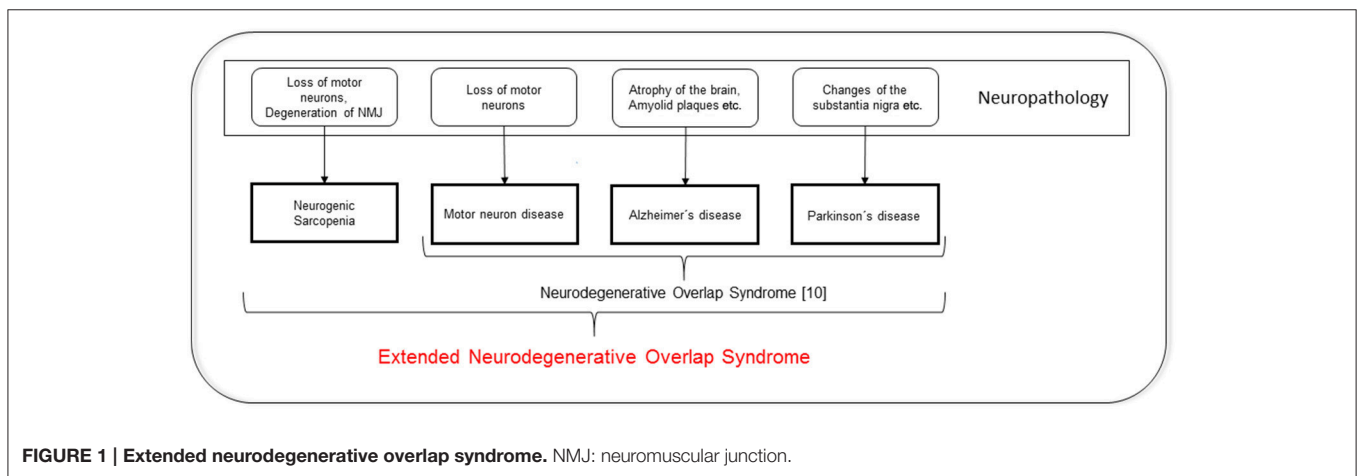 Loss of motor
neurons,
Degeneration of NMJ
Loss of motor
neurons
Atrophy of the brain,
Amyolid plaques etc.
Changes of the
substantia nigra etc.
Neuropathology
Neurogenic
Sarcopenia
Motor neuron disease
Alzheimer´s disease
Parkinson´s disease
Neurodegenerative Overlap Syndrome [10]
Extended Neurodegenerative Overlap Syndrome
FIGURE 1 | Extended neurodegenerative overlap syndrome. NMJ: neuromuscular junction.